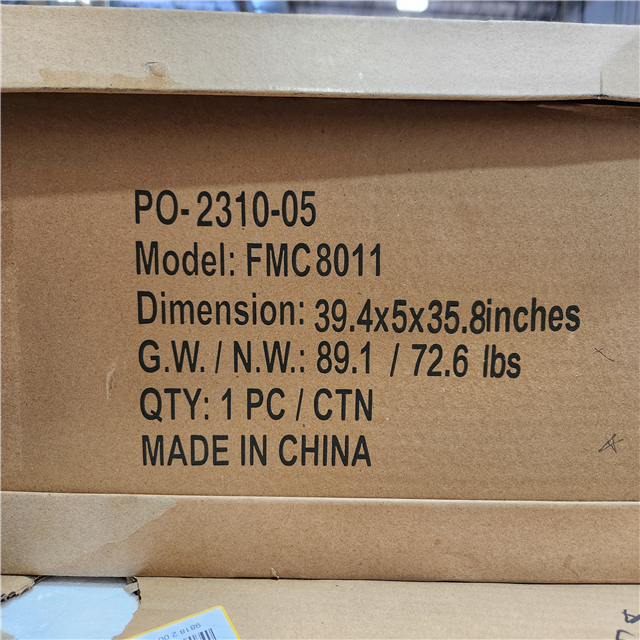 PO-2310-05
Model: FMC8011
Dimension: 39.4x5x35.8inches
G.W. / N.W.: 89.1 / 72.6 lbs
QTY: 1 PC / CTN
MADE IN CHINA